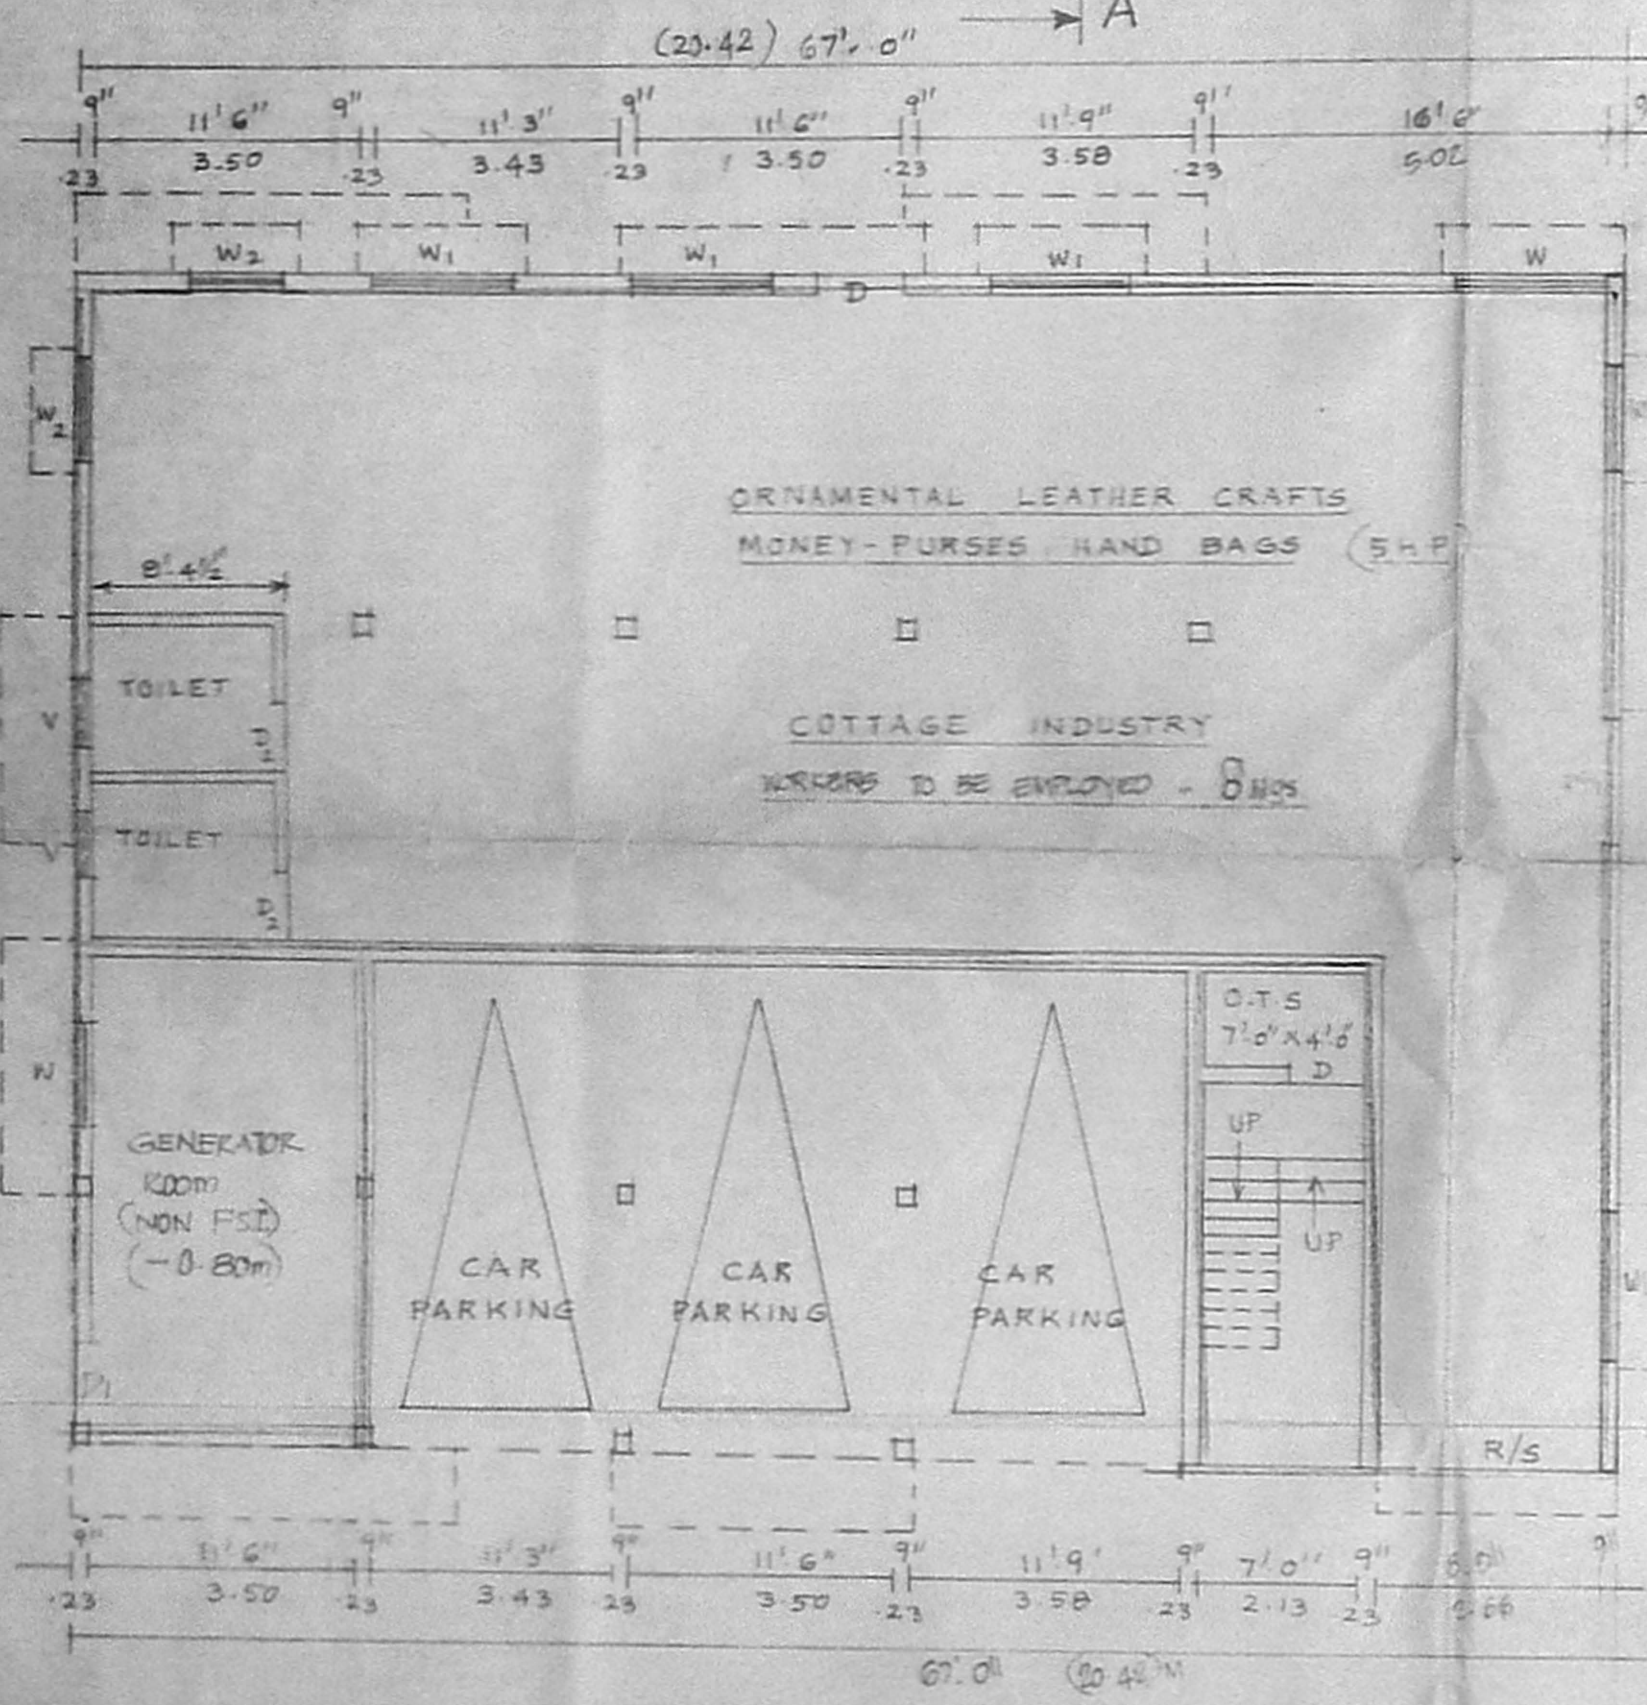 A
(20.42) 67'-0"
9" 11'6" 9" 11'3" 9" 11'6" 9" 11'.9" 9" 16'6"
.23 3.50 .23 3.43 .23 3.50 .23 3.58 .23 5.02
W2 W1 W1 W1 W
D
W2
ORNAMENTAL LEATHER CRAFTS
MONEY-PURSES HAND BAGS (5 H P)
8'.4½"
TOILET
V
D2
COTTAGE INDUSTRY
WORKERS TO BE EMPLOYED - 8 NOS
TOILET
V
D2
O.T.S
7'.0" x 4'.0"
D
W
UP
GENERATOR
ROOM
(NON FSI)
(-0.80m)
UP
CAR PARKING
CAR PARKING
CAR PARKING
W
D1
R/S
9" 11'6" 9" 11'3" 9" 11'.6" 9" 11'.9" 9" 7'.0" 9" 9"
.23 3.50 .23 3.43 .23 3.50 .23 3.58 .23 2.13 .23
67'.0" (20.42)M